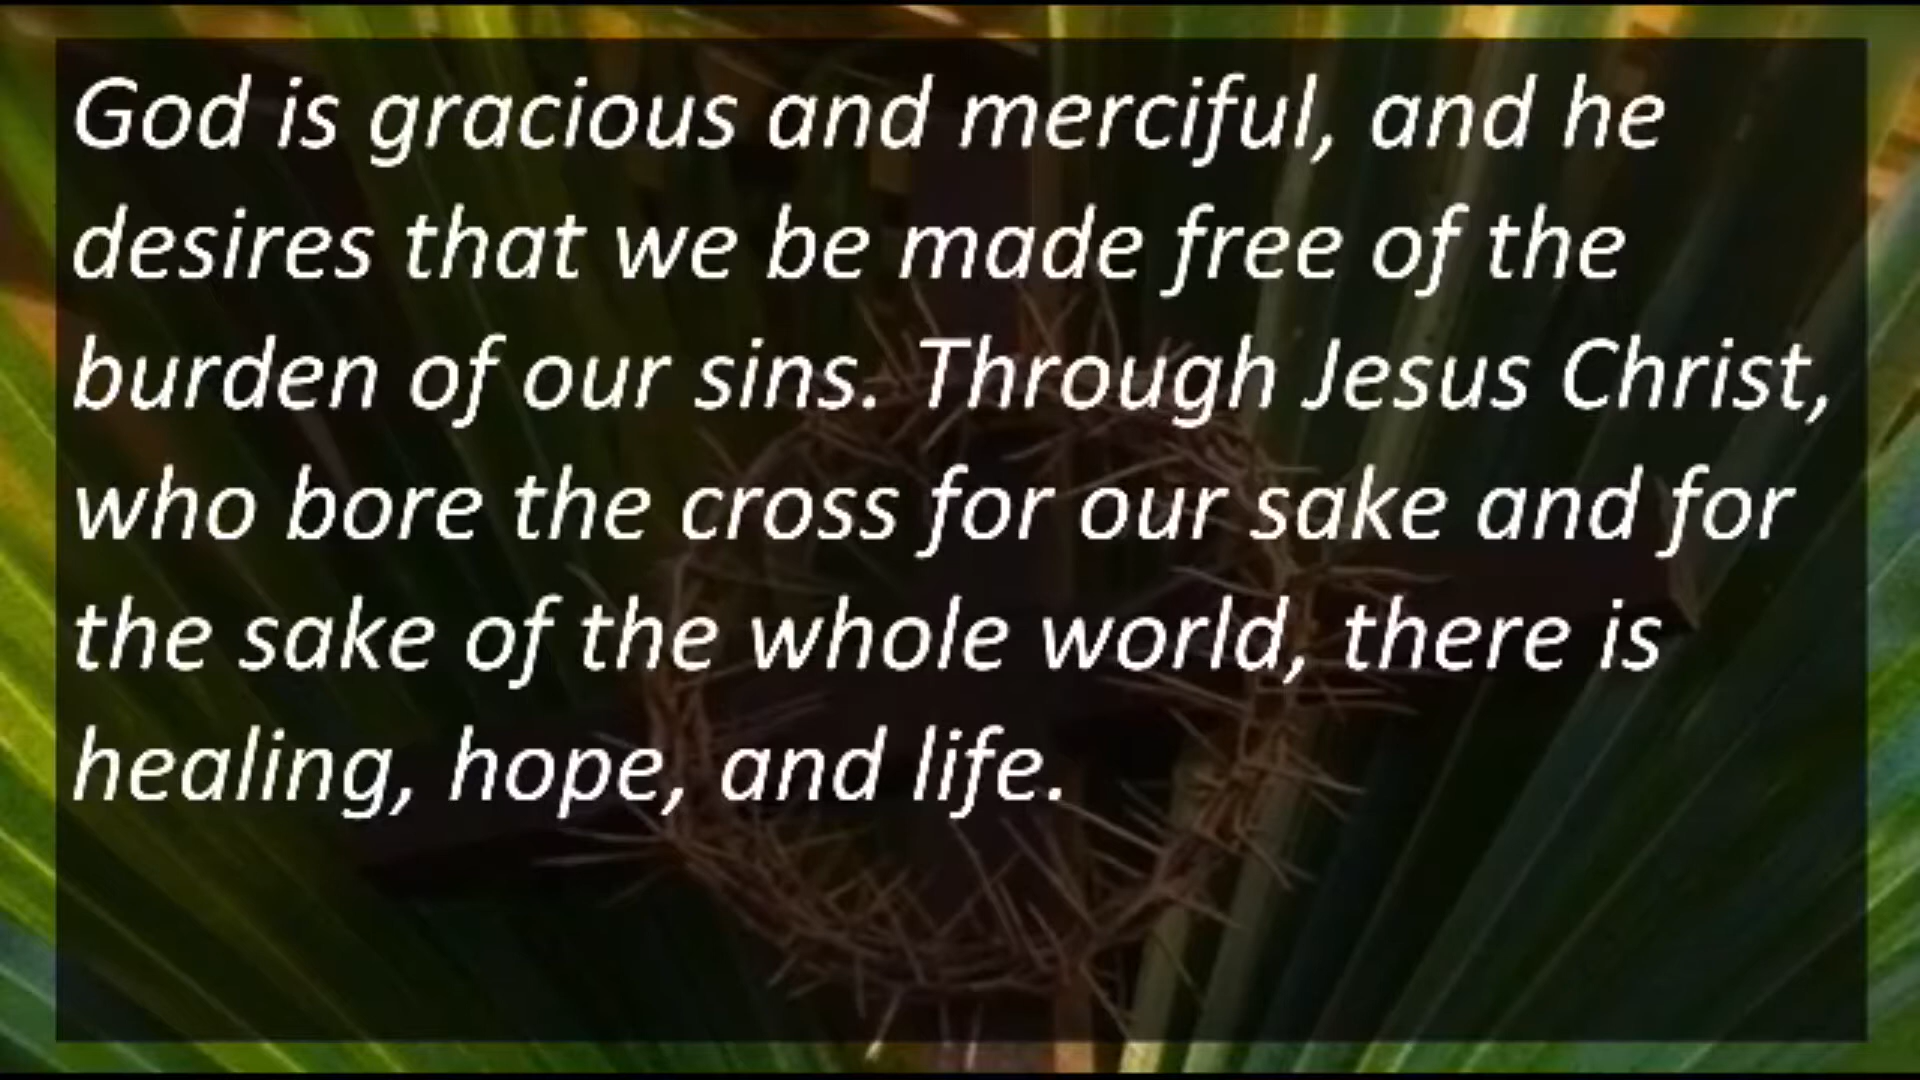 God is gracious and merciful, and he
desires that we be made free of the
burden of our sins. Through Jesus Christ,
who bore the cross for our sake and for
the sake of the whole world, there is
healing, hope, and life.